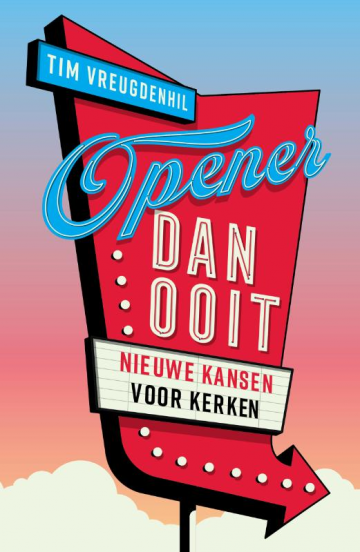 TIM VREUGDENHIL
Opener
DAN
OOIT
NIEUWE KANSEN
VOOR KERKEN